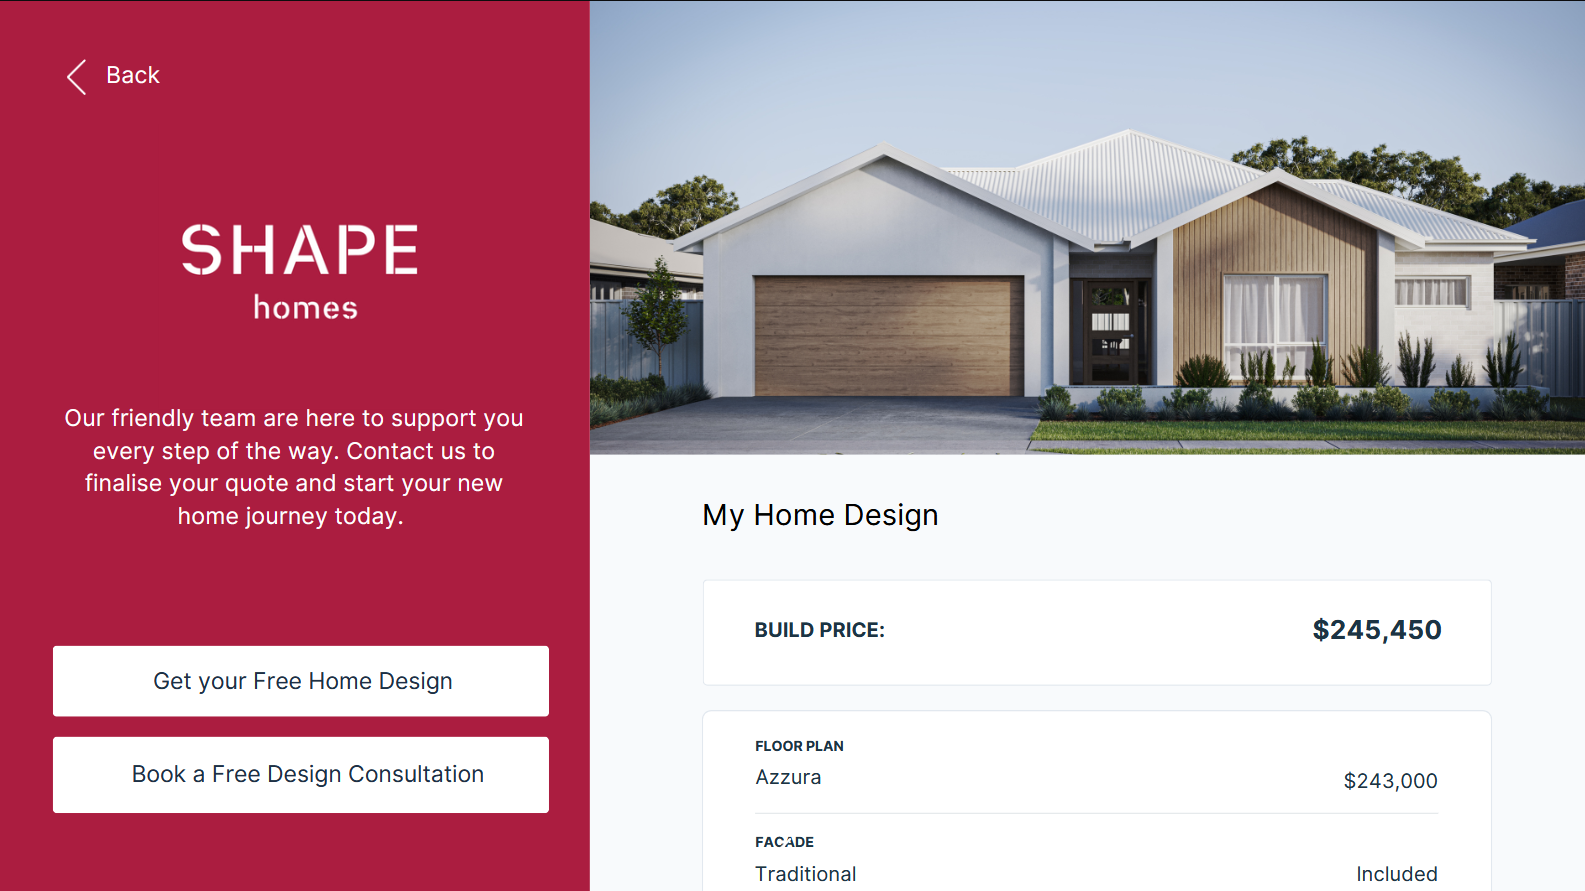 Back
SHAPE
homes
Our friendly team are here to support you
every step of the way. Contact us to
finalise your quote and start your new
home journey today.
Get your Free Home Design
Book a Free Design Consultation
My Home Design
BUILD PRICE: $245,450
FLOOR PLAN
Azzura $243,000
FACADE
Traditional Included